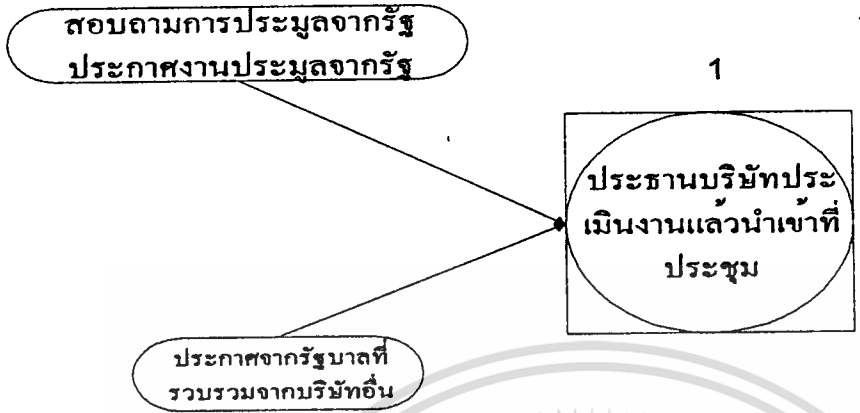 สอบถามการประมูลจากรัฐ
ประกาศงานประมูลจากรัฐ
1
ประธานบริษัทประ
เมินงานแล้วนำเข้าที่
ประชุม
ประกาศจากรัฐบาลที่
รวบรวมจากบริษัทอื่น